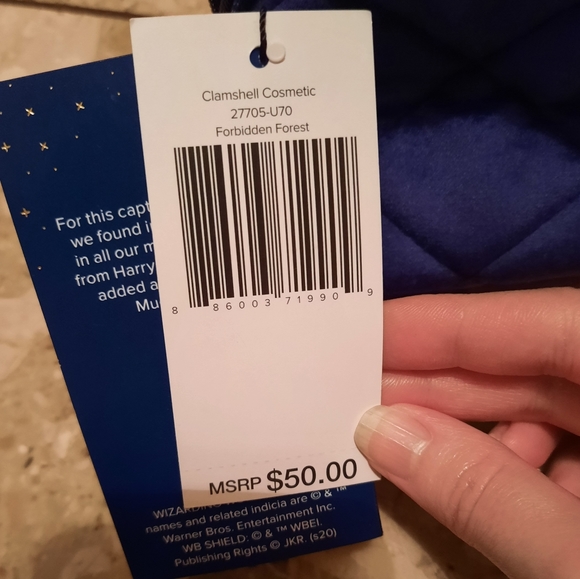 Clamshell Cosmetic
27705-U70
Forbidden Forest
8 86003 71990 9
MSRP $50.00
For this
we found
in all our
from Harry
added
names and related indicia are © & ™
Warner Bros. Entertainment Inc.
WB SHIELD: © & ™ WBEI.
Publishing Rights © JKR. (s20)